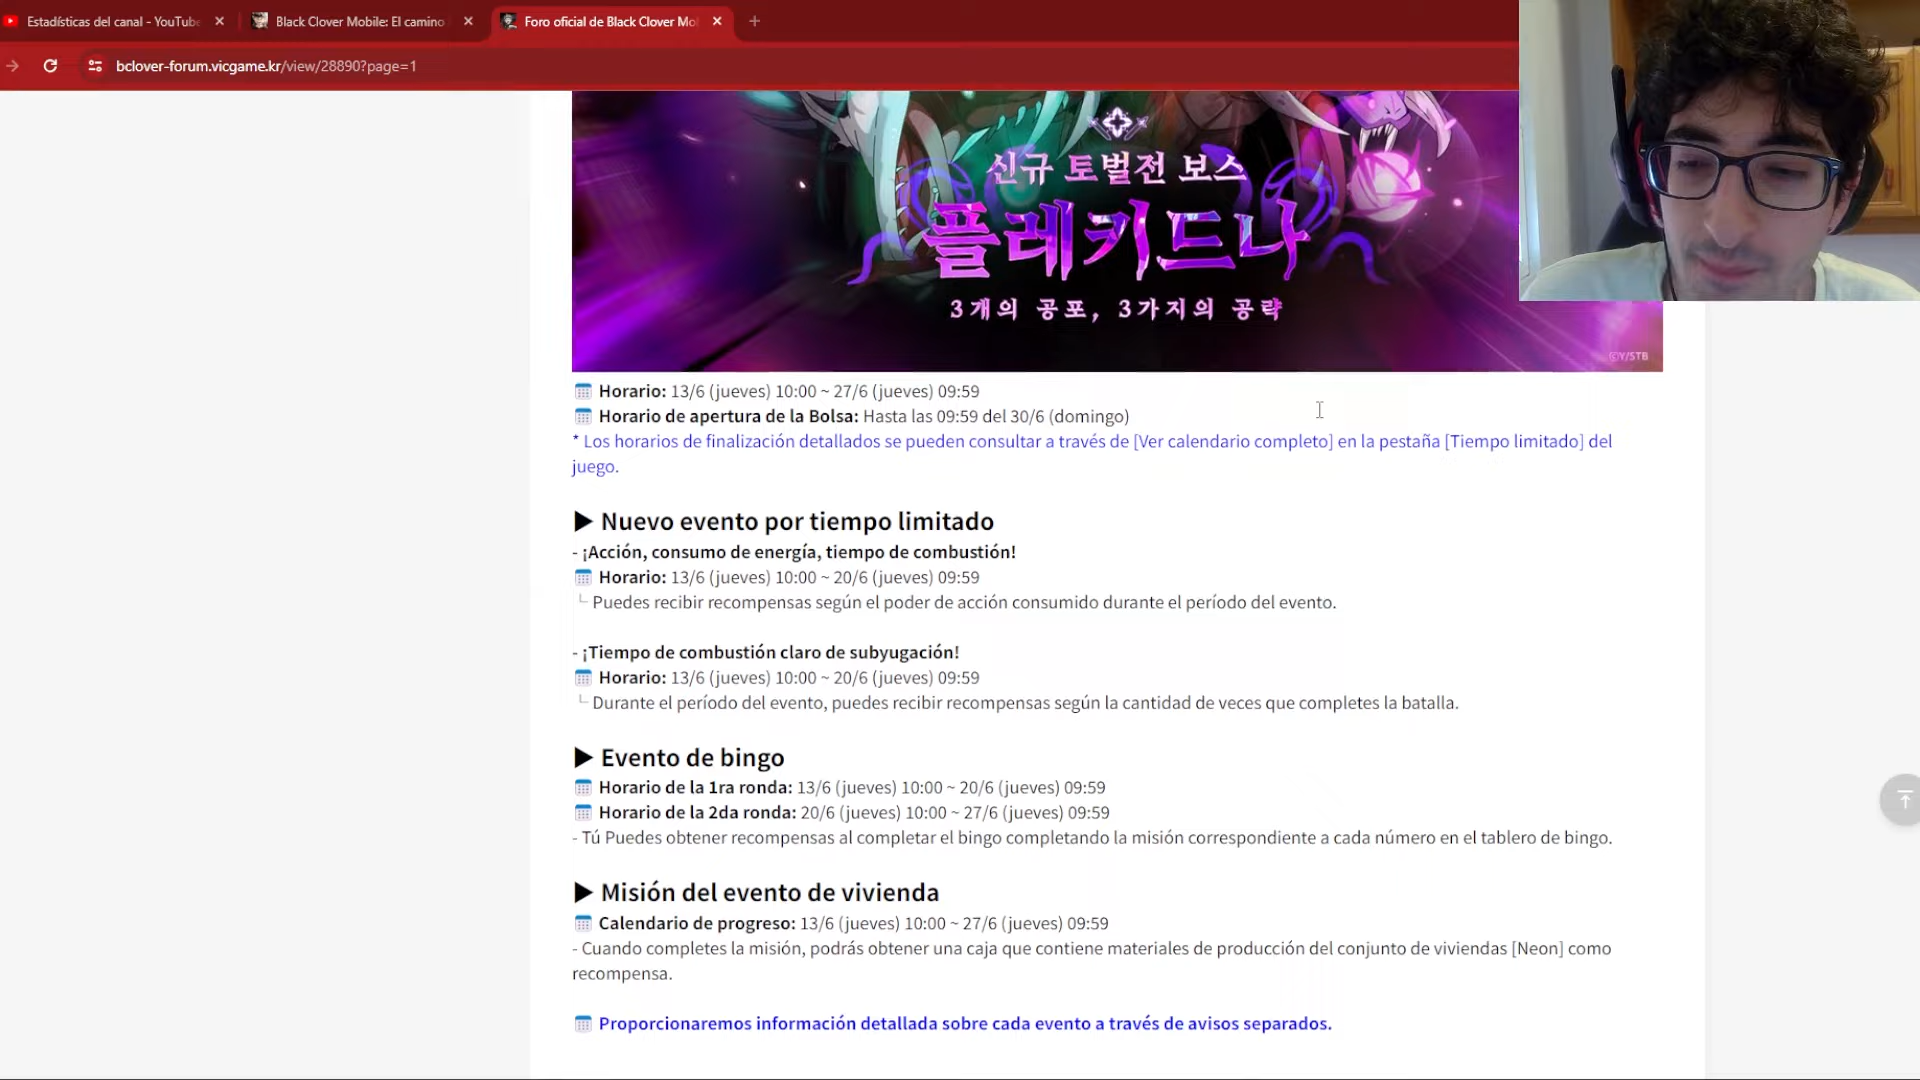 Estadísticas del canal - YouTube
Black Clover Mobile: El camino
Foro oficial de Black Clover Mo
bclover-forum.vicgame.kr/view/28890?page=1
신규 토벌전 보스
플레키드나
3개의 공포, 3가지의 공략
©Y/STB
Horario: 13/6 (jueves) 10:00 ~ 27/6 (jueves) 09:59
Horario de apertura de la Bolsa: Hasta las 09:59 del 30/6 (domingo)
* Los horarios de finalización detallados se pueden consultar a través de [Ver calendario completo] en la pestaña [Tiempo limitado] del
juego.
▶ Nuevo evento por tiempo limitado
- ¡Acción, consumo de energía, tiempo de combustión!
Horario: 13/6 (jueves) 10:00 ~ 20/6 (jueves) 09:59
└ Puedes recibir recompensas según el poder de acción consumido durante el período del evento.
- ¡Tiempo de combustión claro de subyugación!
Horario: 13/6 (jueves) 10:00 ~ 20/6 (jueves) 09:59
└ Durante el período del evento, puedes recibir recompensas según la cantidad de veces que completes la batalla.
▶ Evento de bingo
Horario de la 1ra ronda: 13/6 (jueves) 10:00 ~ 20/6 (jueves) 09:59
Horario de la 2da ronda: 20/6 (jueves) 10:00 ~ 27/6 (jueves) 09:59
- Tú Puedes obtener recompensas al completar el bingo completando la misión correspondiente a cada número en el tablero de bingo.
▶ Misión del evento de vivienda
Calendario de progreso: 13/6 (jueves) 10:00 ~ 27/6 (jueves) 09:59
- Cuando completes la misión, podrás obtener una caja que contiene materiales de producción del conjunto de viviendas [Neon] como
recompensa.
Proporcionaremos información detallada sobre cada evento a través de avisos separados.